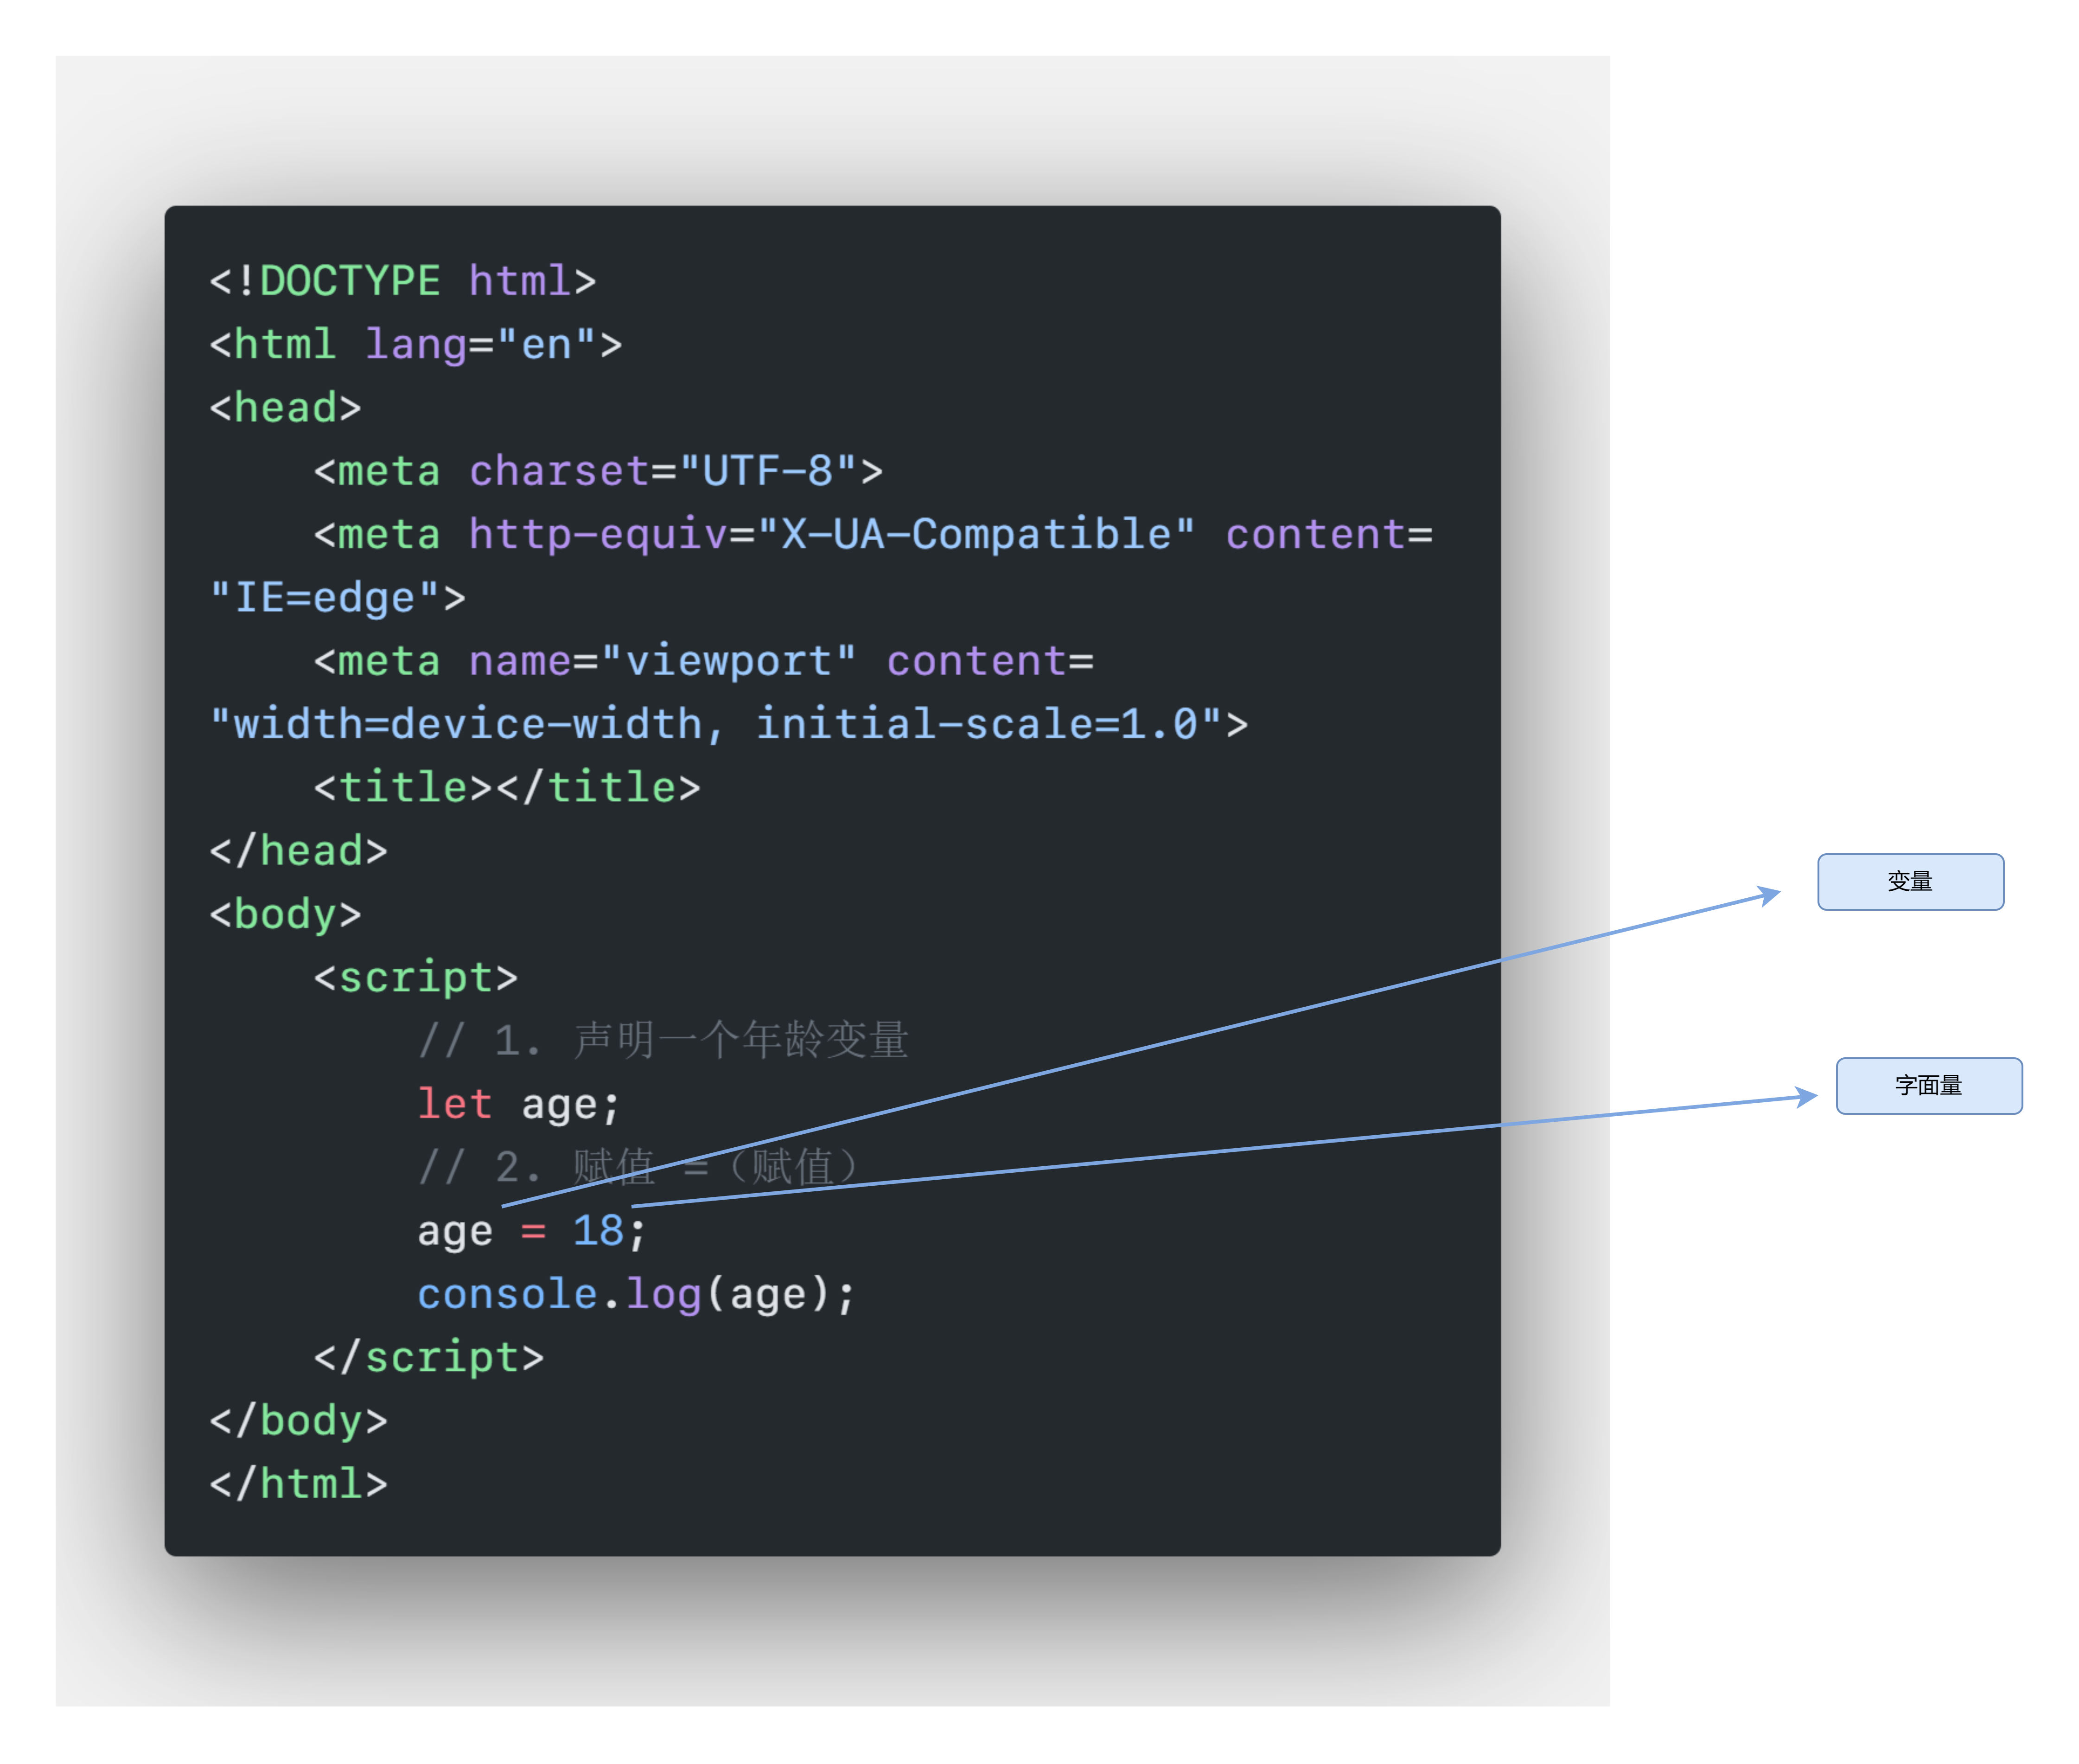 <!DOCTYPE html>
<html lang="en">
<head>
    <meta charset="UTF-8">
    <meta http-equiv="X-UA-Compatible" content=
"IE=edge">
    <meta name="viewport" content=
"width=device-width, initial-scale=1.0">
    <title></title>
</head>
<body>
    <script>
        // 1. 声明一个年龄变量
        let age;
        // 2. 赋值 =（赋值）
        age = 18;
        console.log(age);
    </script>
</body>
</html>
变量
字面量